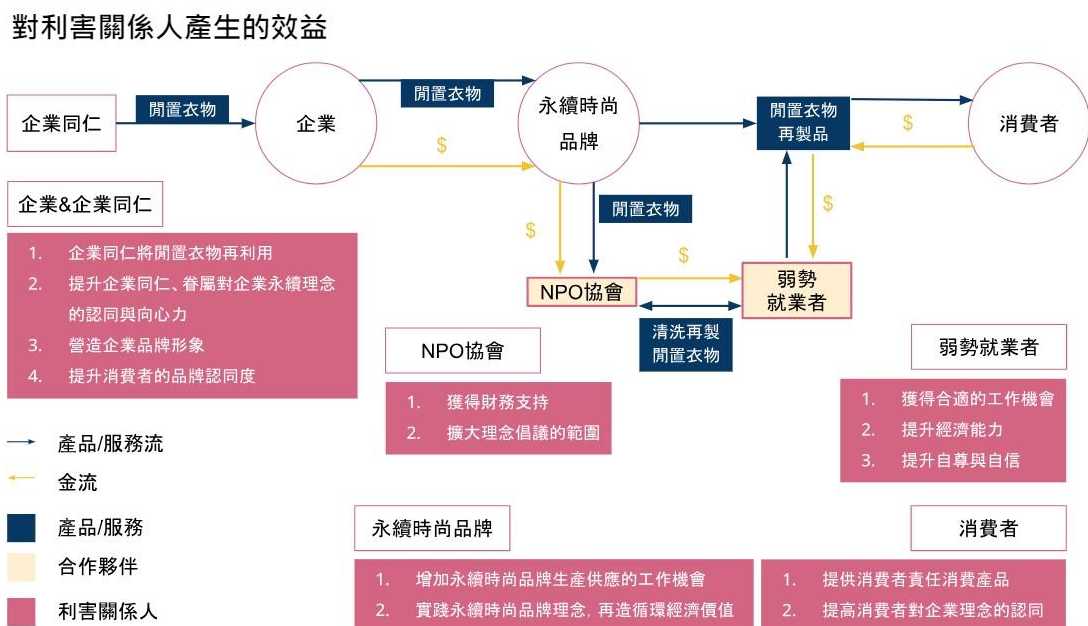 對利害關係人產生的效益
企業同仁
閒置衣物
企業
閒置衣物
$
永續時尚
品牌
閒置衣物
再製品
$
消費者
$
閒置衣物
$
$
NPO協會
弱勢
就業者
清洗再製
閒置衣物
企業&企業同仁
1. 企業同仁將閒置衣物再利用
2. 提升企業同仁、眷屬對企業永續理念
的認同與向心力
3. 營造企業品牌形象
4. 提升消費者的品牌認同度
NPO協會
1. 獲得財務支持
2. 擴大理念倡議的範圍
弱勢就業者
1. 獲得合適的工作機會
2. 提升經濟能力
3. 提升自尊與自信
產品/服務流
金流
產品/服務
合作夥伴
利害關係人
永續時尚品牌
1. 增加永續時尚品牌生產供應的工作機會
2. 實踐永續時尚品牌理念, 再造循環經濟價值
消費者
1. 提供消費者責任消費產品
2. 提高消費者對企業理念的認同